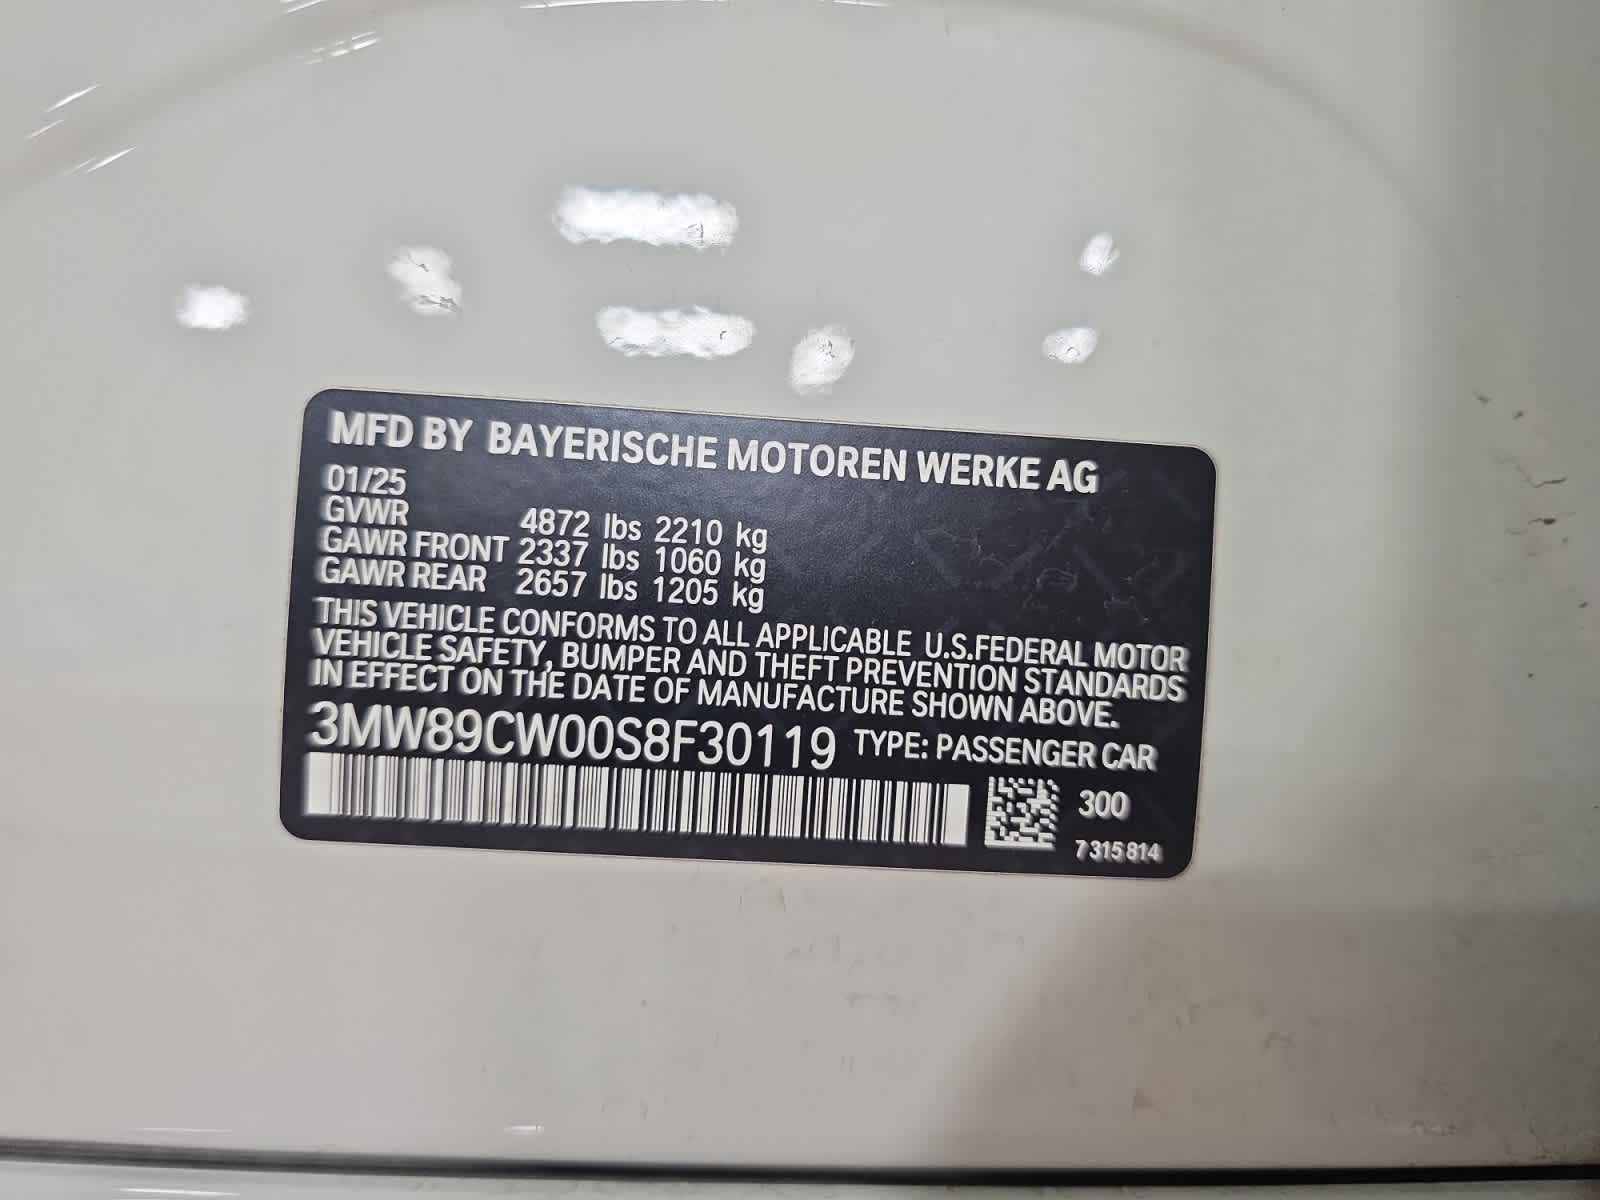 MFD BY BAYERISCHE MOTOREN WERKE AG
01/25
GVWR 4872 lbs 2210 kg
GAWR FRONT 2337 lbs 1060 kg
GAWR REAR 2657 lbs 1205 kg
THIS VEHICLE CONFORMS TO ALL APPLICABLE U.S.FEDERAL MOTOR
VEHICLE SAFETY, BUMPER AND THEFT PREVENTION STANDARDS
IN EFFECT ON THE DATE OF MANUFACTURE SHOWN ABOVE.
3MW89CW00S8F30119 TYPE: PASSENGER CAR
300
7 315 814